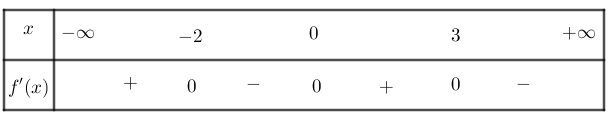 x −∞ −2 0 3 +∞
f′(x) + 0 − 0 + 0 −